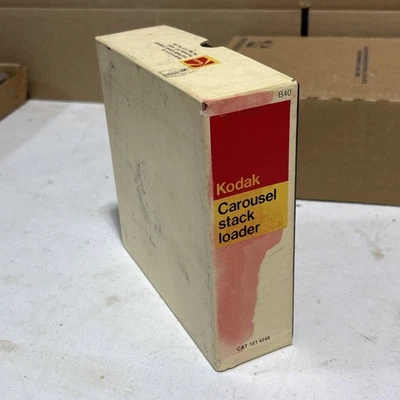 B40
Kodak
Carousel
stack
loader
CAT 151 4249